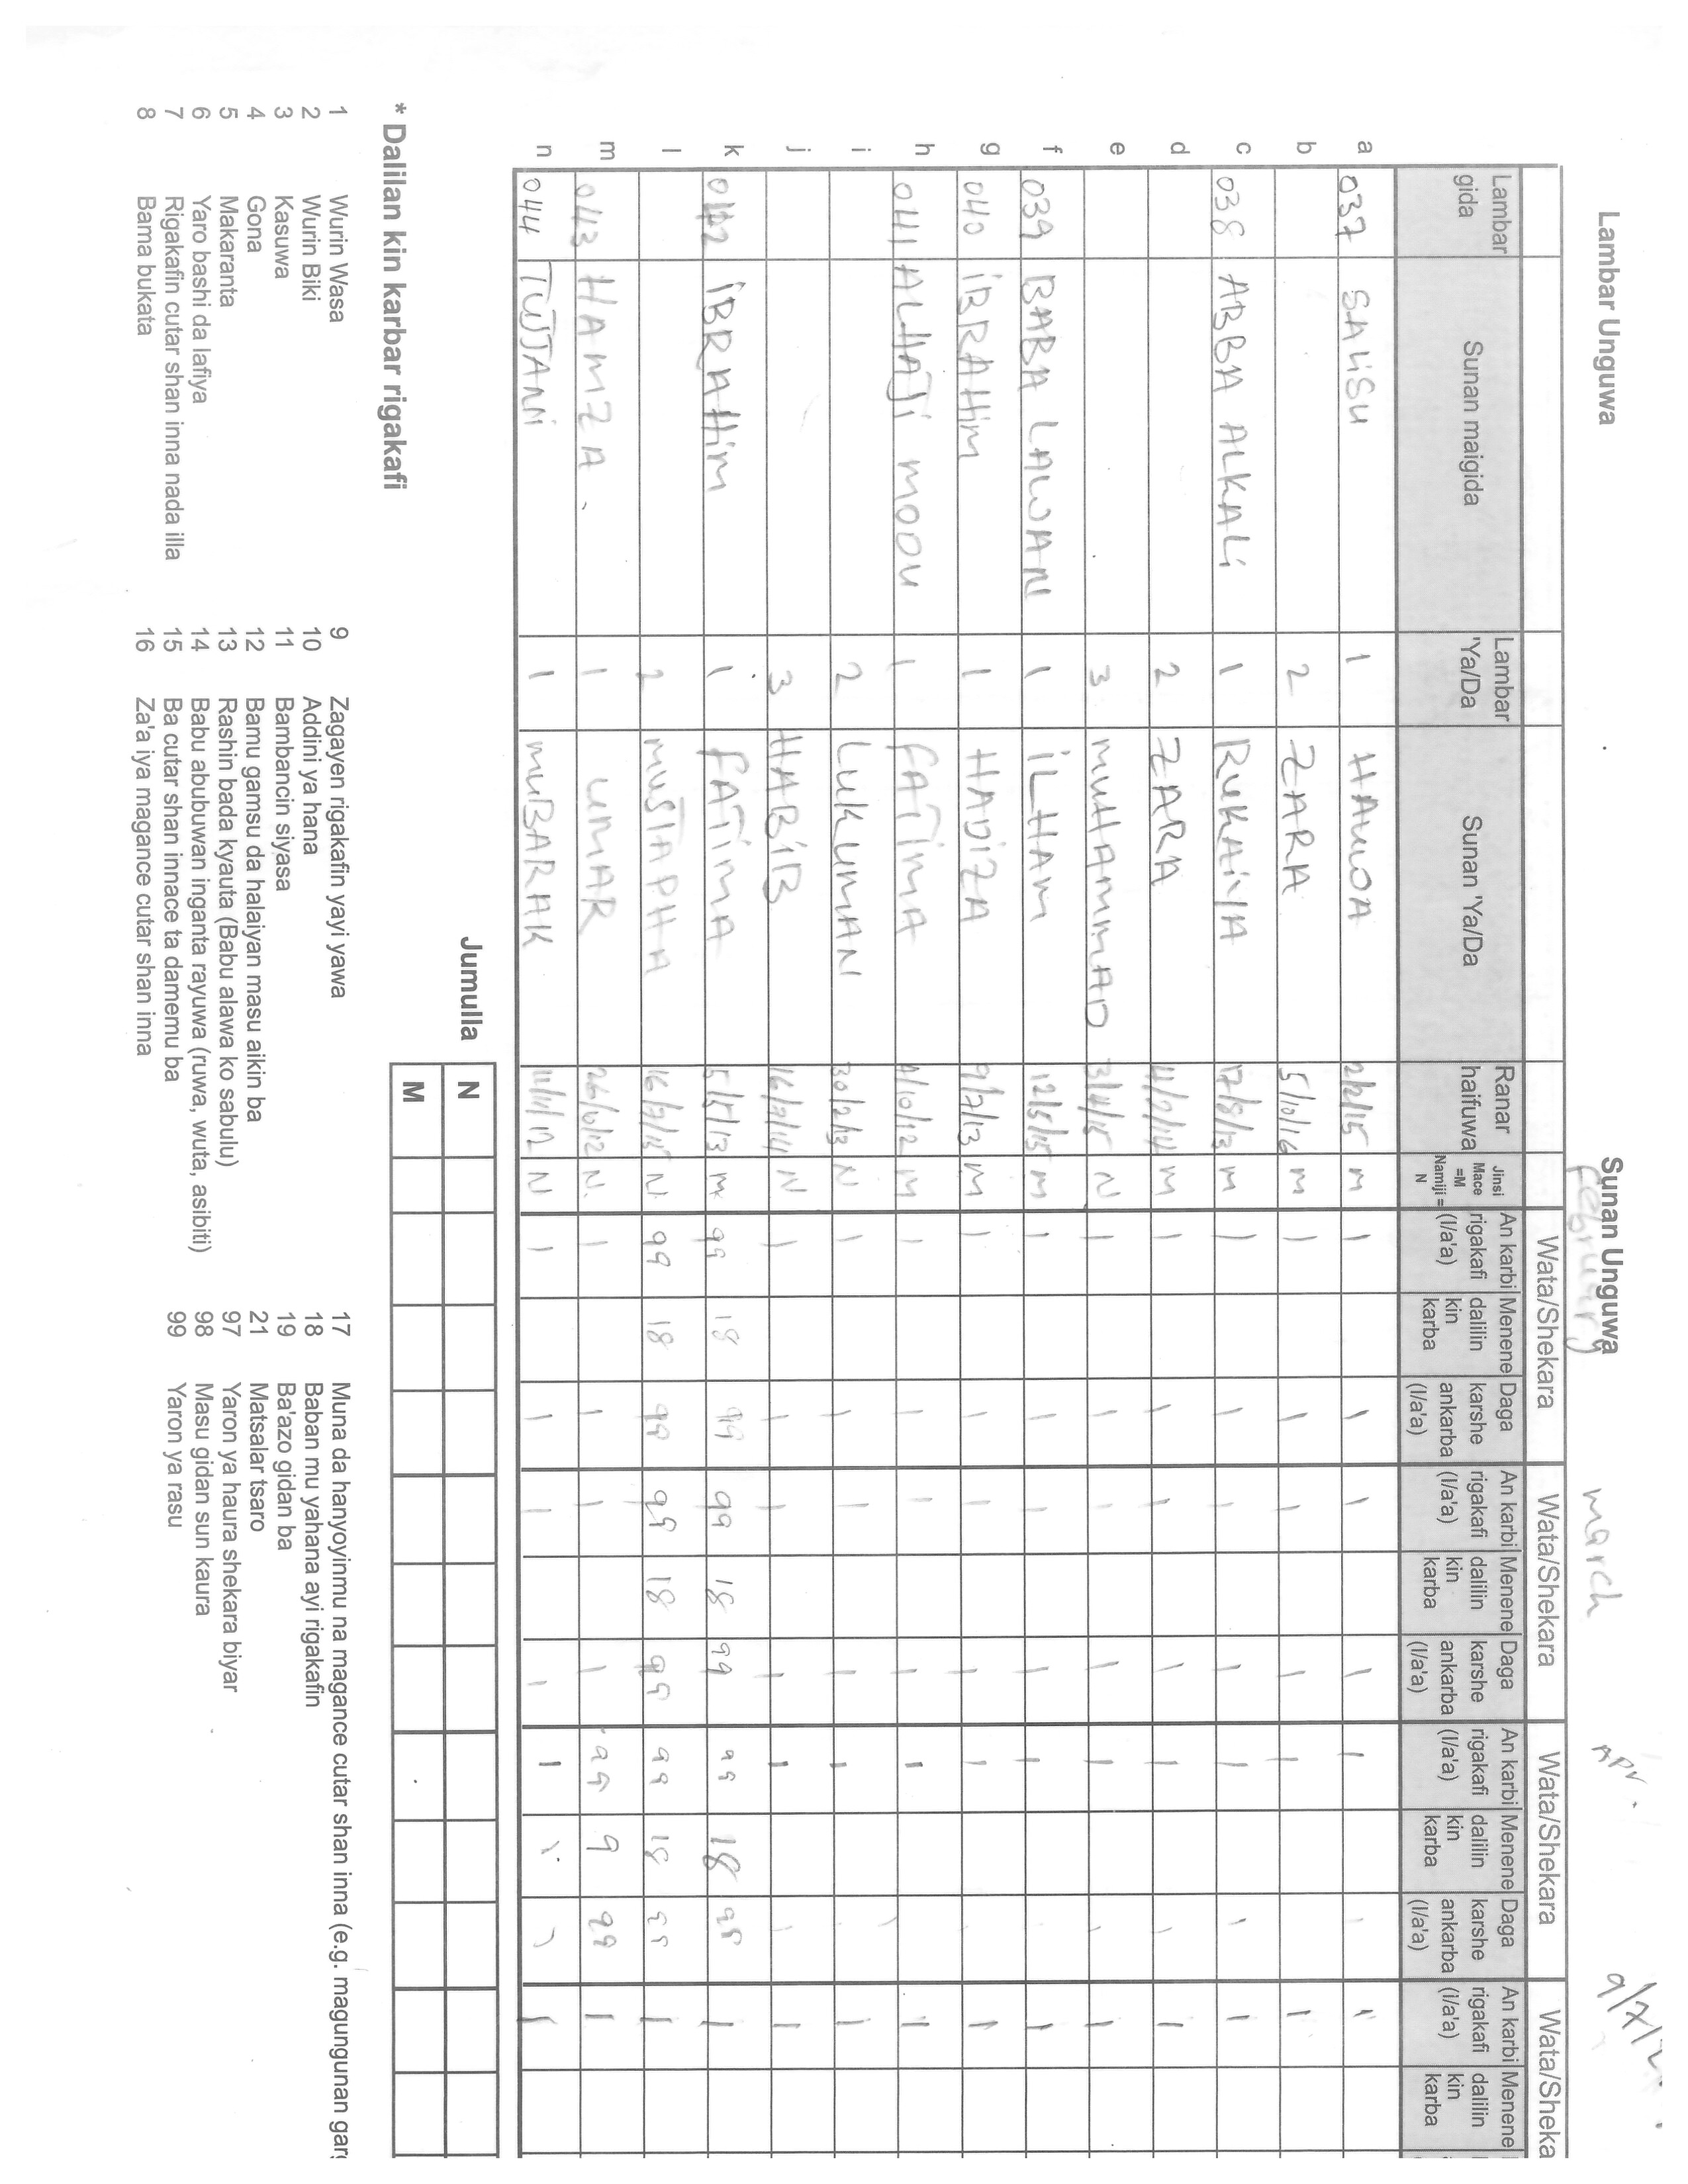 Lambar Unguwa Sunan Unguwa
February march Apr.
Wata/Shekara Wata/Shekara Wata/Shekara Wata/Sheka
Lambar gida Sunan maigida Lambar 'Ya/Da Sunan 'Ya/Da Ranar haifuwa Jinsi Mace =M Namiji = N An karbi rigakafi (I/a'a) Menene dalilin kin karba Daga karshe ankarba (I/a'a) An karbi rigakafi (I/a'a) Menene dalilin kin karba Daga karshe ankarba (I/a'a) An karbi rigakafi (I/a'a) Menene dalilin kin karba Daga karshe ankarba (I/a'a) An karbi rigakafi (I/a'a) Menene dalilin kin karba
a 037 SALISU 1 HAUWA 2/2/15 M 1 1 1 1 1 1 1
b 2 ZARA 5/10/16 M 1 1 1 1 1 1
c 038 ABBA ALKALI 1 RUKAIYA 17/8/13 M 1 1 1 1 1 1 1
d 2 ZARA 11/9/14 M 1 1 1 1 1 1 1
e 3 MUHAMMAD 3/4/15 N 1 1 1 1 1 1 1
f 039 BABA LAWAN 1 ILHAM 12/5/15 M 1 1 1 1 1 1
g 040 IBRAHIM 1 HADIZA 9/7/13 M 1 1 1 1 1 1
h 041 ALHAJI MODU 1 FATIMA 1/10/12 M 1 1 1 1 1 1
i 2 LUKUMAN 30/2/13 N 1 1 1 1 1 1 1
j 3 HABIB 16/9/14 N 1 1 1 1 1 1 1
k 042 IBRAHIM 1 FATIMA 5/5/13 M 99 18 99 99 18 99 99 18 99 1
l 2 MUSTAPHA 16/7/15 N 99 18 99 99 18 99 99 18 99 1
m 043 HAMZA 1 UMAR 26/6/12 N 1 1 1 1 99 9 99 1
n 044 TUJJANI 1 MUBARAK 11/11/12 N 1 1 1 1 1 1
Jumulla N
M
* Dalilan kin karbar rigakafi
1 Wurin Wasa 9 Zagayen rigakafin yayi yawa 17 Muna da hanyoyinmu na magance cutar shan inna (e.g. magungunan gar
2 Wurin Biki 10 Addini ya hana 18 Baban mu yahana ayi rigakafin
3 Kasuwa 11 Bambancin siyasa 19 Ba'azo gidan ba
4 Gona 12 Bamu gamsu da halaiyan masu aikin ba 21 Matsalar tsaro
5 Makaranta 13 Rashin bada kyauta (Babu alawa ko sabulu) 97 Yaron ya haura shekara biyar
6 Yaro bashi da lafiya 14 Babu abubuwan inganta rayuwa (ruwa, wuta, asibiti) 98 Masu gidan sun kaura
7 Rigakafin cutar shan inna nada illa 15 Ba cutar shan innace ta damemu ba 99 Yaron ya rasu
8 Bama bukata 16 Za'a iya magance cutar shan inna